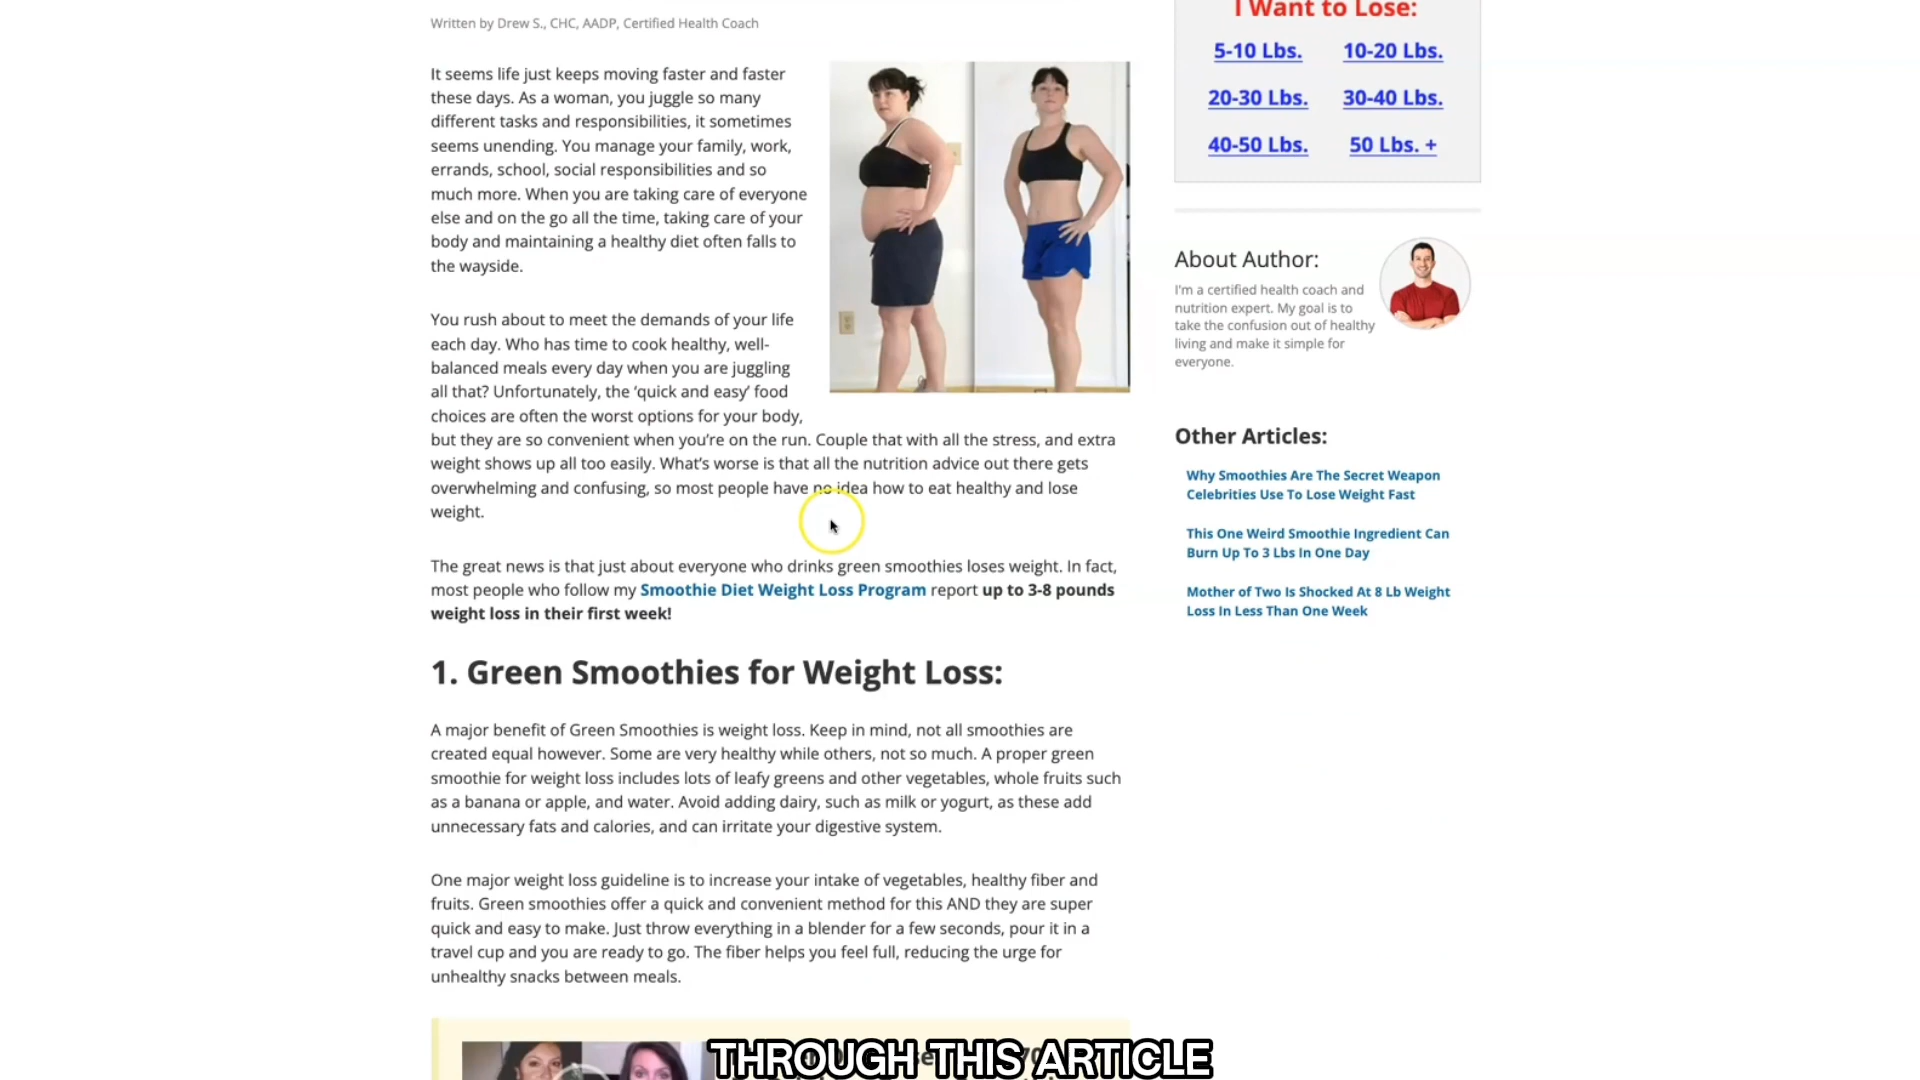 Written by Drew S., CHC, AADP, Certified Health Coach
It seems life just keeps moving faster and faster
these days. As a woman, you juggle so many
different tasks and responsibilities, it sometimes
seems unending. You manage your family, work,
errands, school, social responsibilities and so
much more. When you are taking care of everyone
else and on the go all the time, taking care of your
body and maintaining a healthy diet often falls to
the wayside.
You rush about to meet the demands of your life
each day. Who has time to cook healthy, well-
balanced meals every day when you are juggling
all that? Unfortunately, the ‘quick and easy’ food
choices are often the worst options for your body,
but they are so convenient when you’re on the run. Couple that with all the stress, and extra
weight shows up all too easily. What’s worse is that all the nutrition advice out there gets
overwhelming and confusing, so most people have no idea how to eat healthy and lose
weight.
The great news is that just about everyone who drinks green smoothies loses weight. In fact,
most people who follow my Smoothie Diet Weight Loss Program report up to 3-8 pounds
weight loss in their first week!
1. Green Smoothies for Weight Loss:
A major benefit of Green Smoothies is weight loss. Keep in mind, not all smoothies are
created equal however. Some are very healthy while others, not so much. A proper green
smoothie for weight loss includes lots of leafy greens and other vegetables, whole fruits such
as a banana or apple, and water. Avoid adding dairy, such as milk or yogurt, as these add
unnecessary fats and calories, and can irritate your digestive system.
One major weight loss guideline is to increase your intake of vegetables, healthy fiber and
fruits. Green smoothies offer a quick and convenient method for this AND they are super
quick and easy to make. Just throw everything in a blender for a few seconds, pour it in a
travel cup and you are ready to go. The fiber helps you feel full, reducing the urge for
unhealthy snacks between meals.
I Want to Lose:
5-10 Lbs. 10-20 Lbs.
20-30 Lbs. 30-40 Lbs.
40-50 Lbs. 50 Lbs. +
About Author:
I'm a certified health coach and
nutrition expert. My goal is to
take the confusion out of healthy
living and make it simple for
everyone.
Other Articles:
Why Smoothies Are The Secret Weapon
Celebrities Use To Lose Weight Fast
This One Weird Smoothie Ingredient Can
Burn Up To 3 Lbs In One Day
Mother of Two Is Shocked At 8 Lb Weight
Loss In Less Than One Week
THROUGH THIS ARTICLE